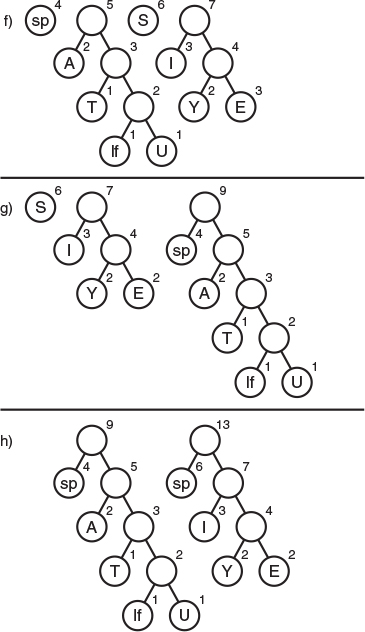 f) sp 4 5 S 6 7
A 2 3 I 3 4
T 1 2 Y 2 E 3
lf 1 U 1
g) S 6 7 9
I 3 4 sp 4 5
Y 2 E 2 A 2 3
T 1 2
lf 1 U 1
h) 9 13
sp 4 5 sp 6 7
A 2 3 I 3 4
T 1 2 Y 2 E 2
lf 1 U 1